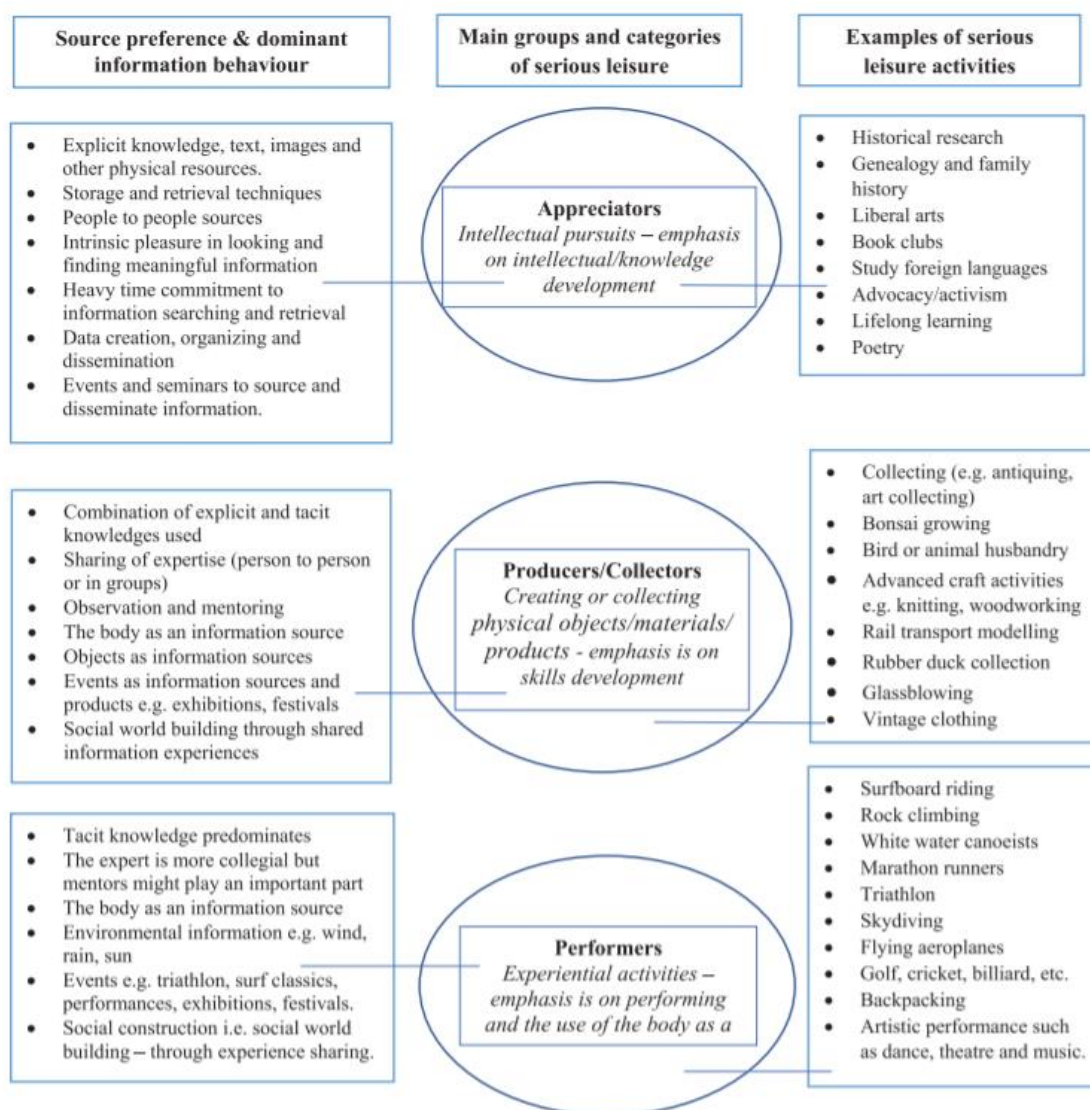 Source preference & dominant
information behaviour
Main groups and categories
of serious leisure
Examples of serious
leisure activities
• Explicit knowledge, text, images and
other physical resources.
• Storage and retrieval techniques
• People to people sources
• Intrinsic pleasure in looking and
finding meaningful information
• Heavy time commitment to
information searching and retrieval
• Data creation, organizing and
dissemination
• Events and seminars to source and
disseminate information.
Appreciators
Intellectual pursuits – emphasis
on intellectual/knowledge
development
• Historical research
• Genealogy and family
history
• Liberal arts
• Book clubs
• Study foreign languages
• Advocacy/activism
• Lifelong learning
• Poetry
• Combination of explicit and tacit
knowledges used
• Sharing of expertise (person to person
or in groups)
• Observation and mentoring
• The body as an information source
• Objects as information sources
• Events as information sources and
products e.g. exhibitions, festivals
• Social world building through shared
information experiences
Producers/Collectors
Creating or collecting
physical objects/materials/
products - emphasis is on
skills development
• Collecting (e.g. antiquing,
art collecting)
• Bonsai growing
• Bird or animal husbandry
• Advanced craft activities
e.g. knitting, woodworking
• Rail transport modelling
• Rubber duck collection
• Glassblowing
• Vintage clothing
• Tacit knowledge predominates
• The expert is more collegial but
mentors might play an important part
• The body as an information source
• Environmental information e.g. wind,
rain, sun
• Events e.g. triathlon, surf classics,
performances, exhibitions, festivals.
• Social construction i.e. social world
building – through experience sharing.
Performers
Experiential activities –
emphasis is on performing
and the use of the body as a
• Surfboard riding
• Rock climbing
• White water canoeists
• Marathon runners
• Triathlon
• Skydiving
• Flying aeroplanes
• Golf, cricket, billiard, etc.
• Backpacking
• Artistic performance such
as dance, theatre and music.